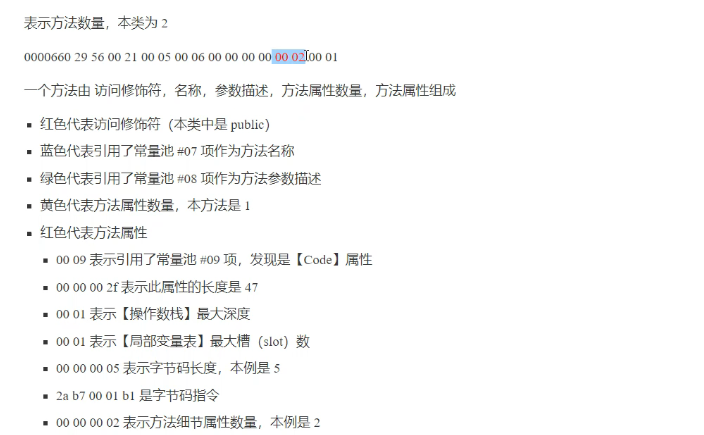 表示方法数量，本类为 2
0000660 29 56 00 21 00 05 00 06 00 00 00 00 00 02 00 01
一个方法由 访问修饰符，名称，参数描述，方法属性数量，方法属性组成
红色代表访问修饰符（本类中是 public）
蓝色代表引用了常量池 #07 项作为方法名称
绿色代表引用了常量池 #08 项作为方法参数描述
黄色代表方法属性数量，本方法是 1
红色代表方法属性
00 09 表示引用了常量池 #09 项，发现是【Code】属性
00 00 00 2f 表示此属性的长度是 47
00 01 表示【操作数栈】最大深度
00 01 表示【局部变量表】最大槽（slot）数
00 00 00 05 表示字节码长度，本例是 5
2a b7 00 01 b1 是字节码指令
00 00 00 02 表示方法细节属性数量，本例是 2